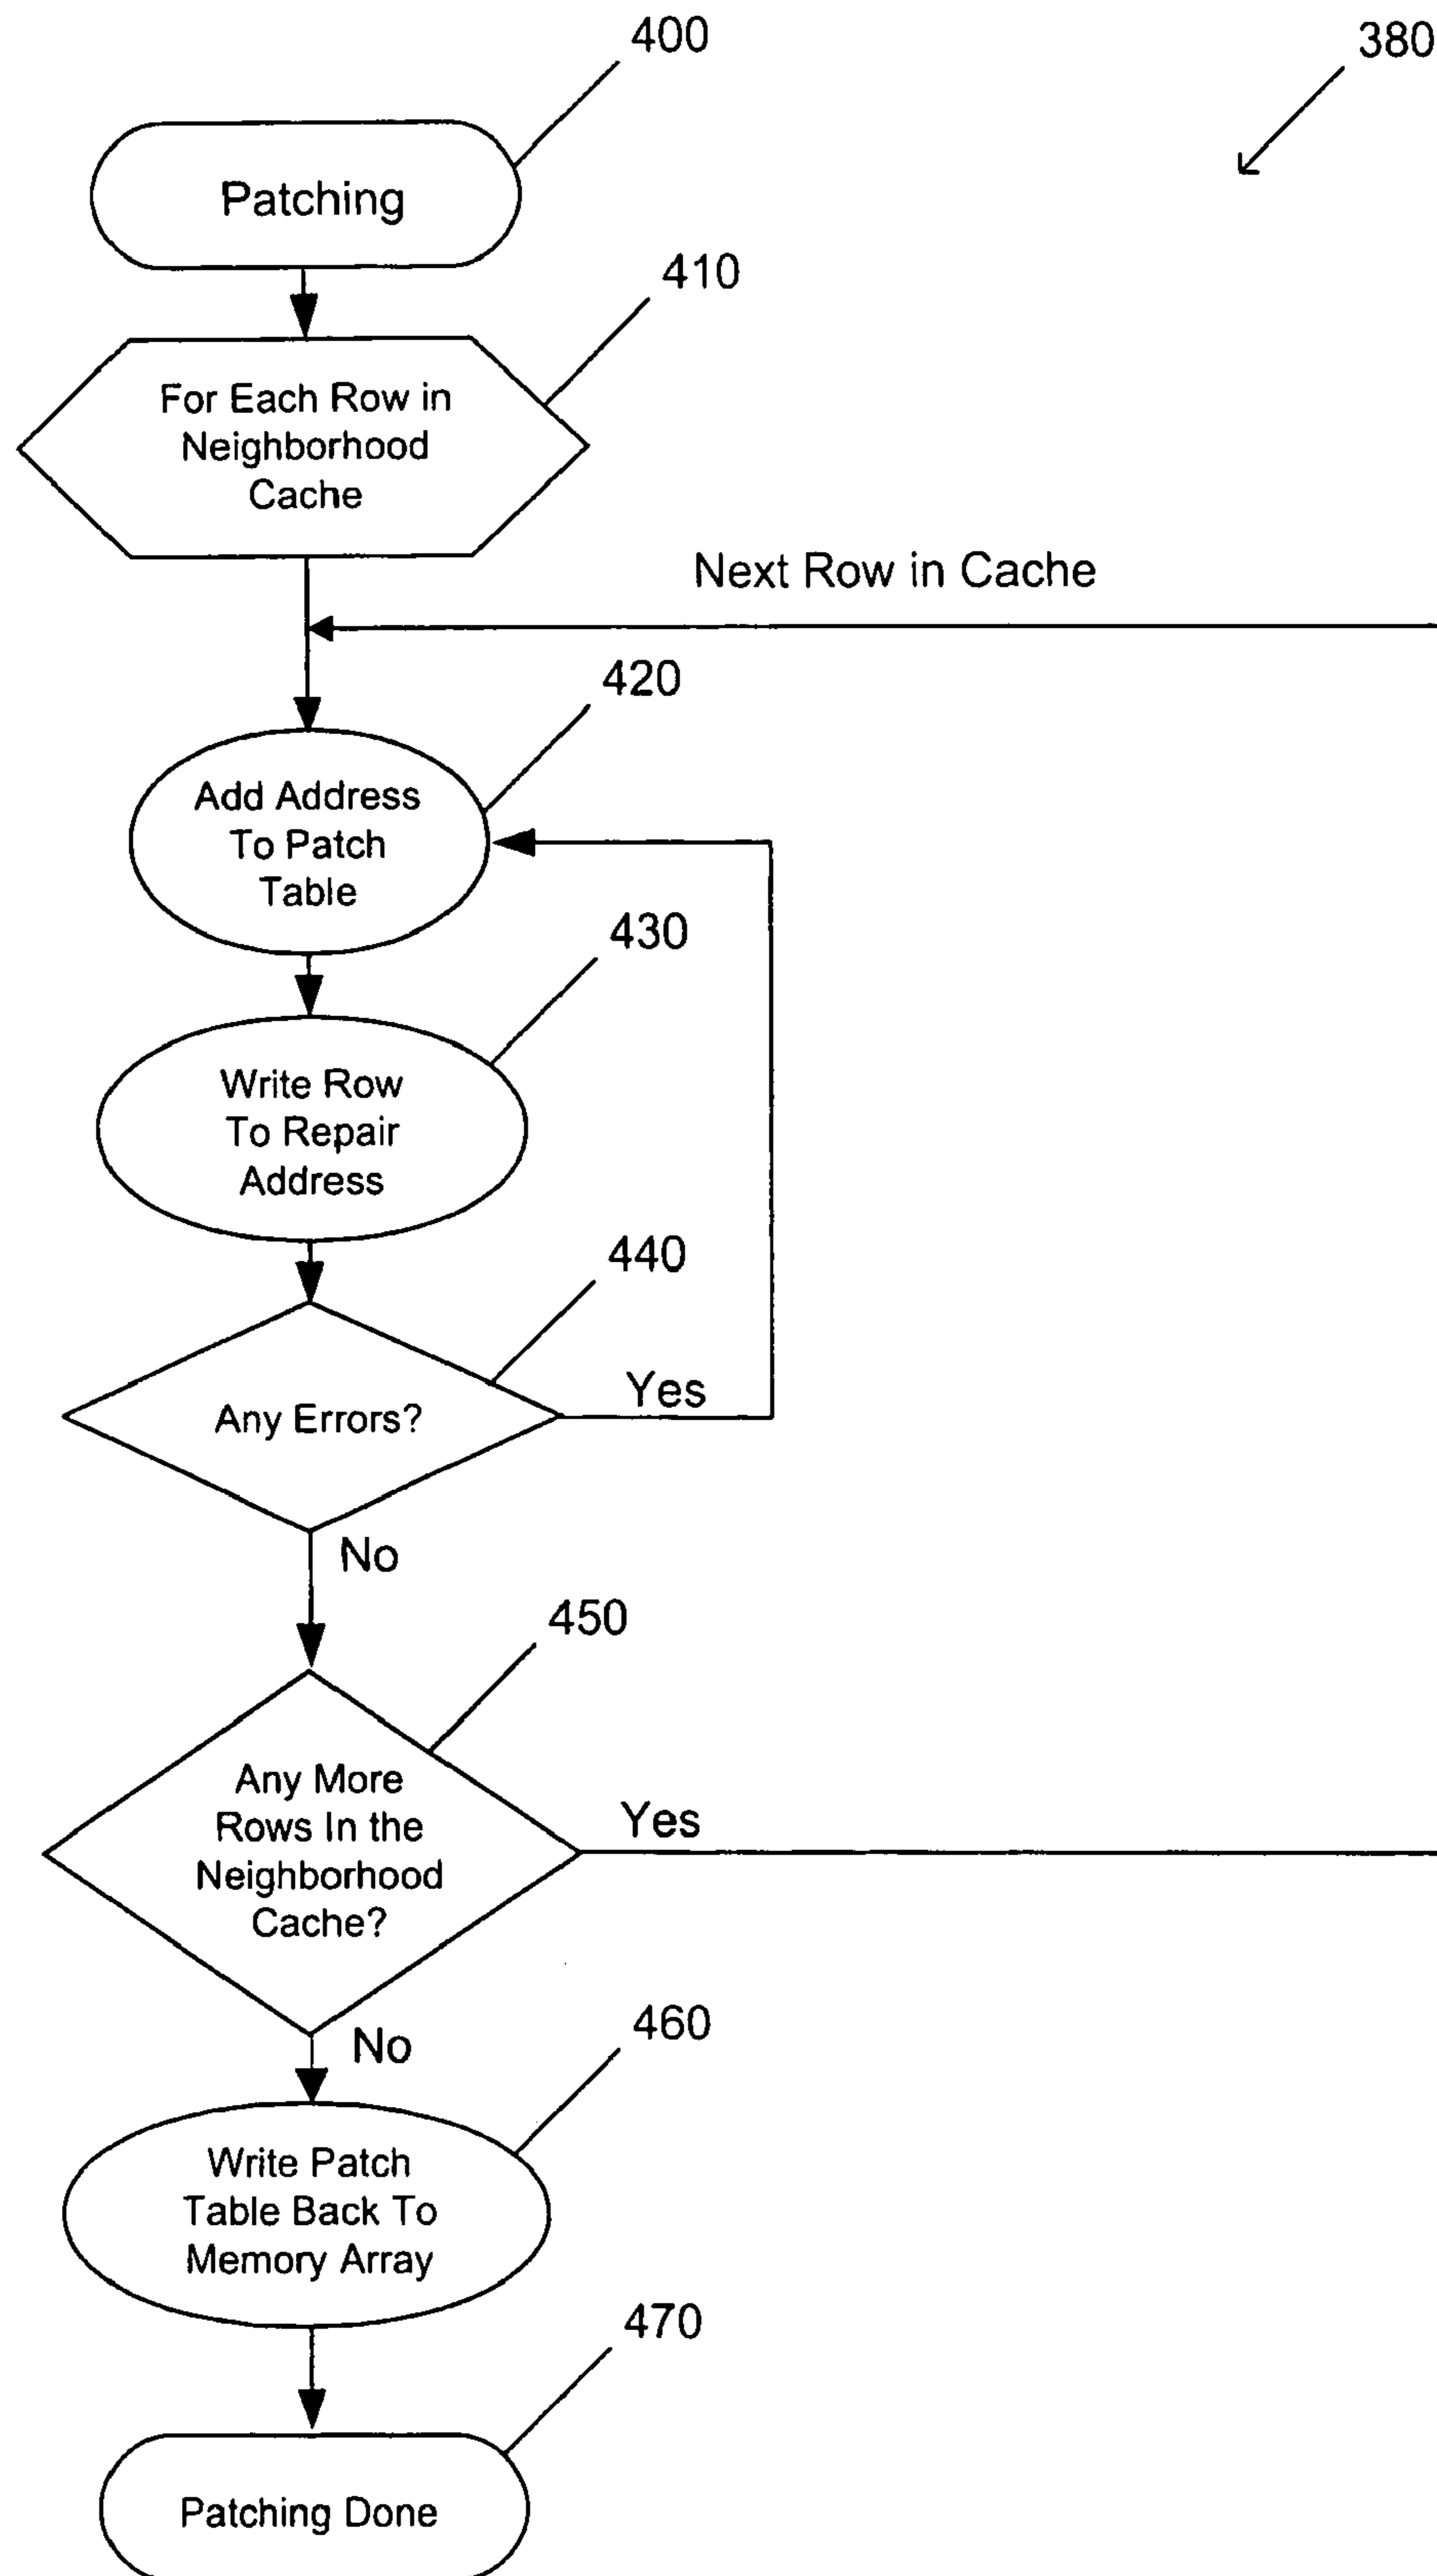 400
380
Patching
410
For Each Row in
Neighborhood
Cache
Next Row in Cache
420
Add Address
To Patch
Table
430
Write Row
To Repair
Address
440
Any Errors?
Yes
No
450
Any More
Rows In the
Neighborhood
Cache?
Yes
No
460
Write Patch
Table Back To
Memory Array
470
Patching Done